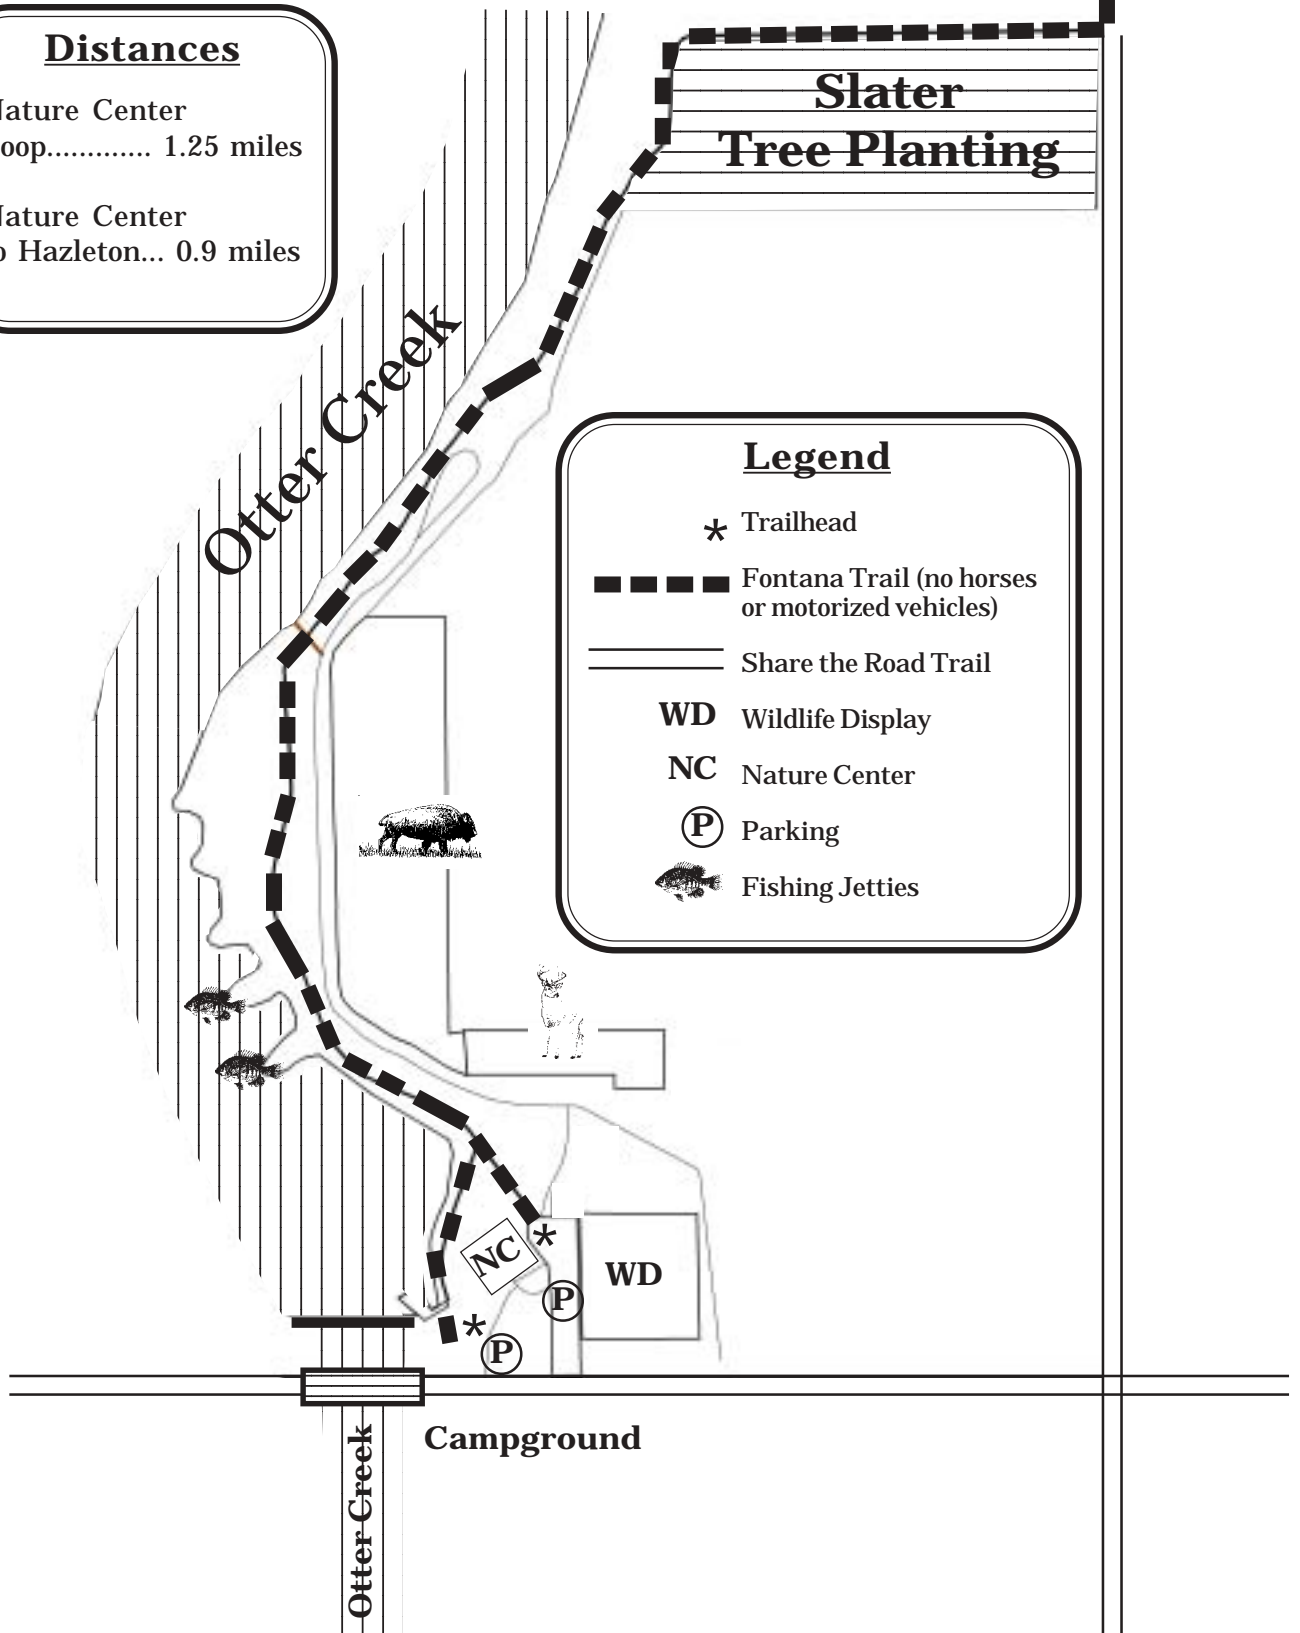 Distances
Nature Center
oop............. 1.25 miles
Nature Center
o Hazleton... 0.9 miles
Slater
Tree Planting
Otter Creek
Legend
* Trailhead
Fontana Trail (no horses
or motorized vehicles)
Share the Road Trail
WD Wildlife Display
NC Nature Center
P Parking
Fishing Jetties
*
NC
WD
P
*
P
Campground
Otter Creek